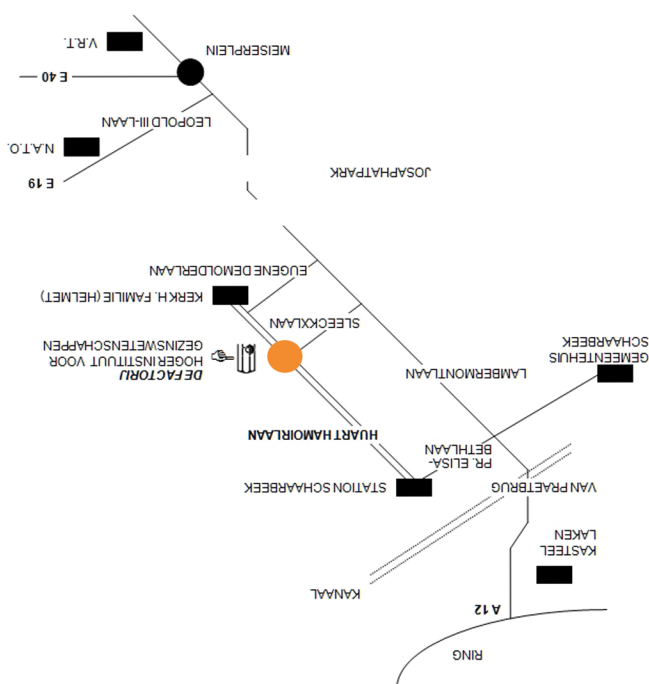 RING
A 12
KASTEEL
LAKEN
KANAAL
VAN PRAETBRUG
STATION SCHAARBEEK
PR. ELISA-
BETHLAAN
HUART HAMOIRLAAN
GEMEENTEHUIS
SCHAARBEEK
LAMBERMONTLAAN
DE FACTORIJ
HOGER INSTITUUT VOOR
GEZINSWETENSCHAPPEN
SLEECKXLAAN
KERK H. FAMILIE (HELMET)
EUGENE DEMOLDERLAAN
JOSAPHATPARK
E 19
N.A.T.O.
LEOPOLD III-LAAN
E 40
MEISERPLEIN
V.R.T.